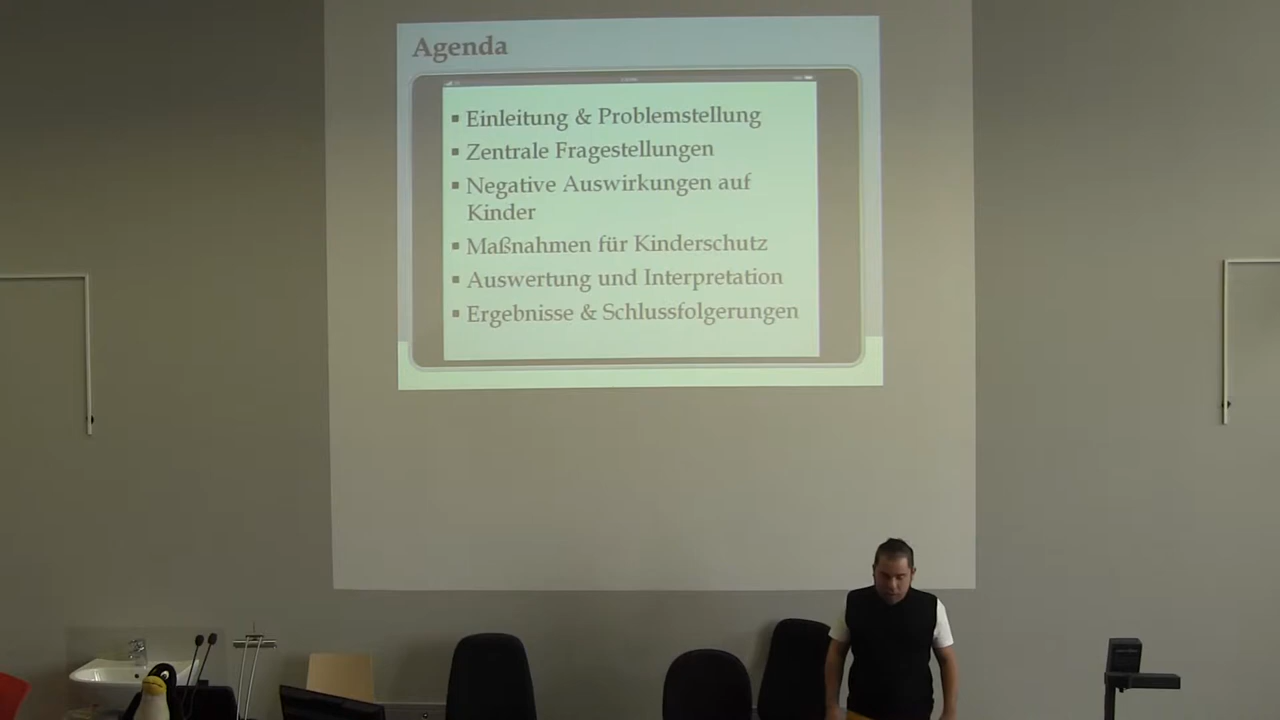 Agenda
▪ Einleitung & Problemstellung
▪ Zentrale Fragestellungen
▪ Negative Auswirkungen auf
Kinder
▪ Maßnahmen für Kinderschutz
▪ Auswertung und Interpretation
▪ Ergebnisse & Schlussfolgerungen